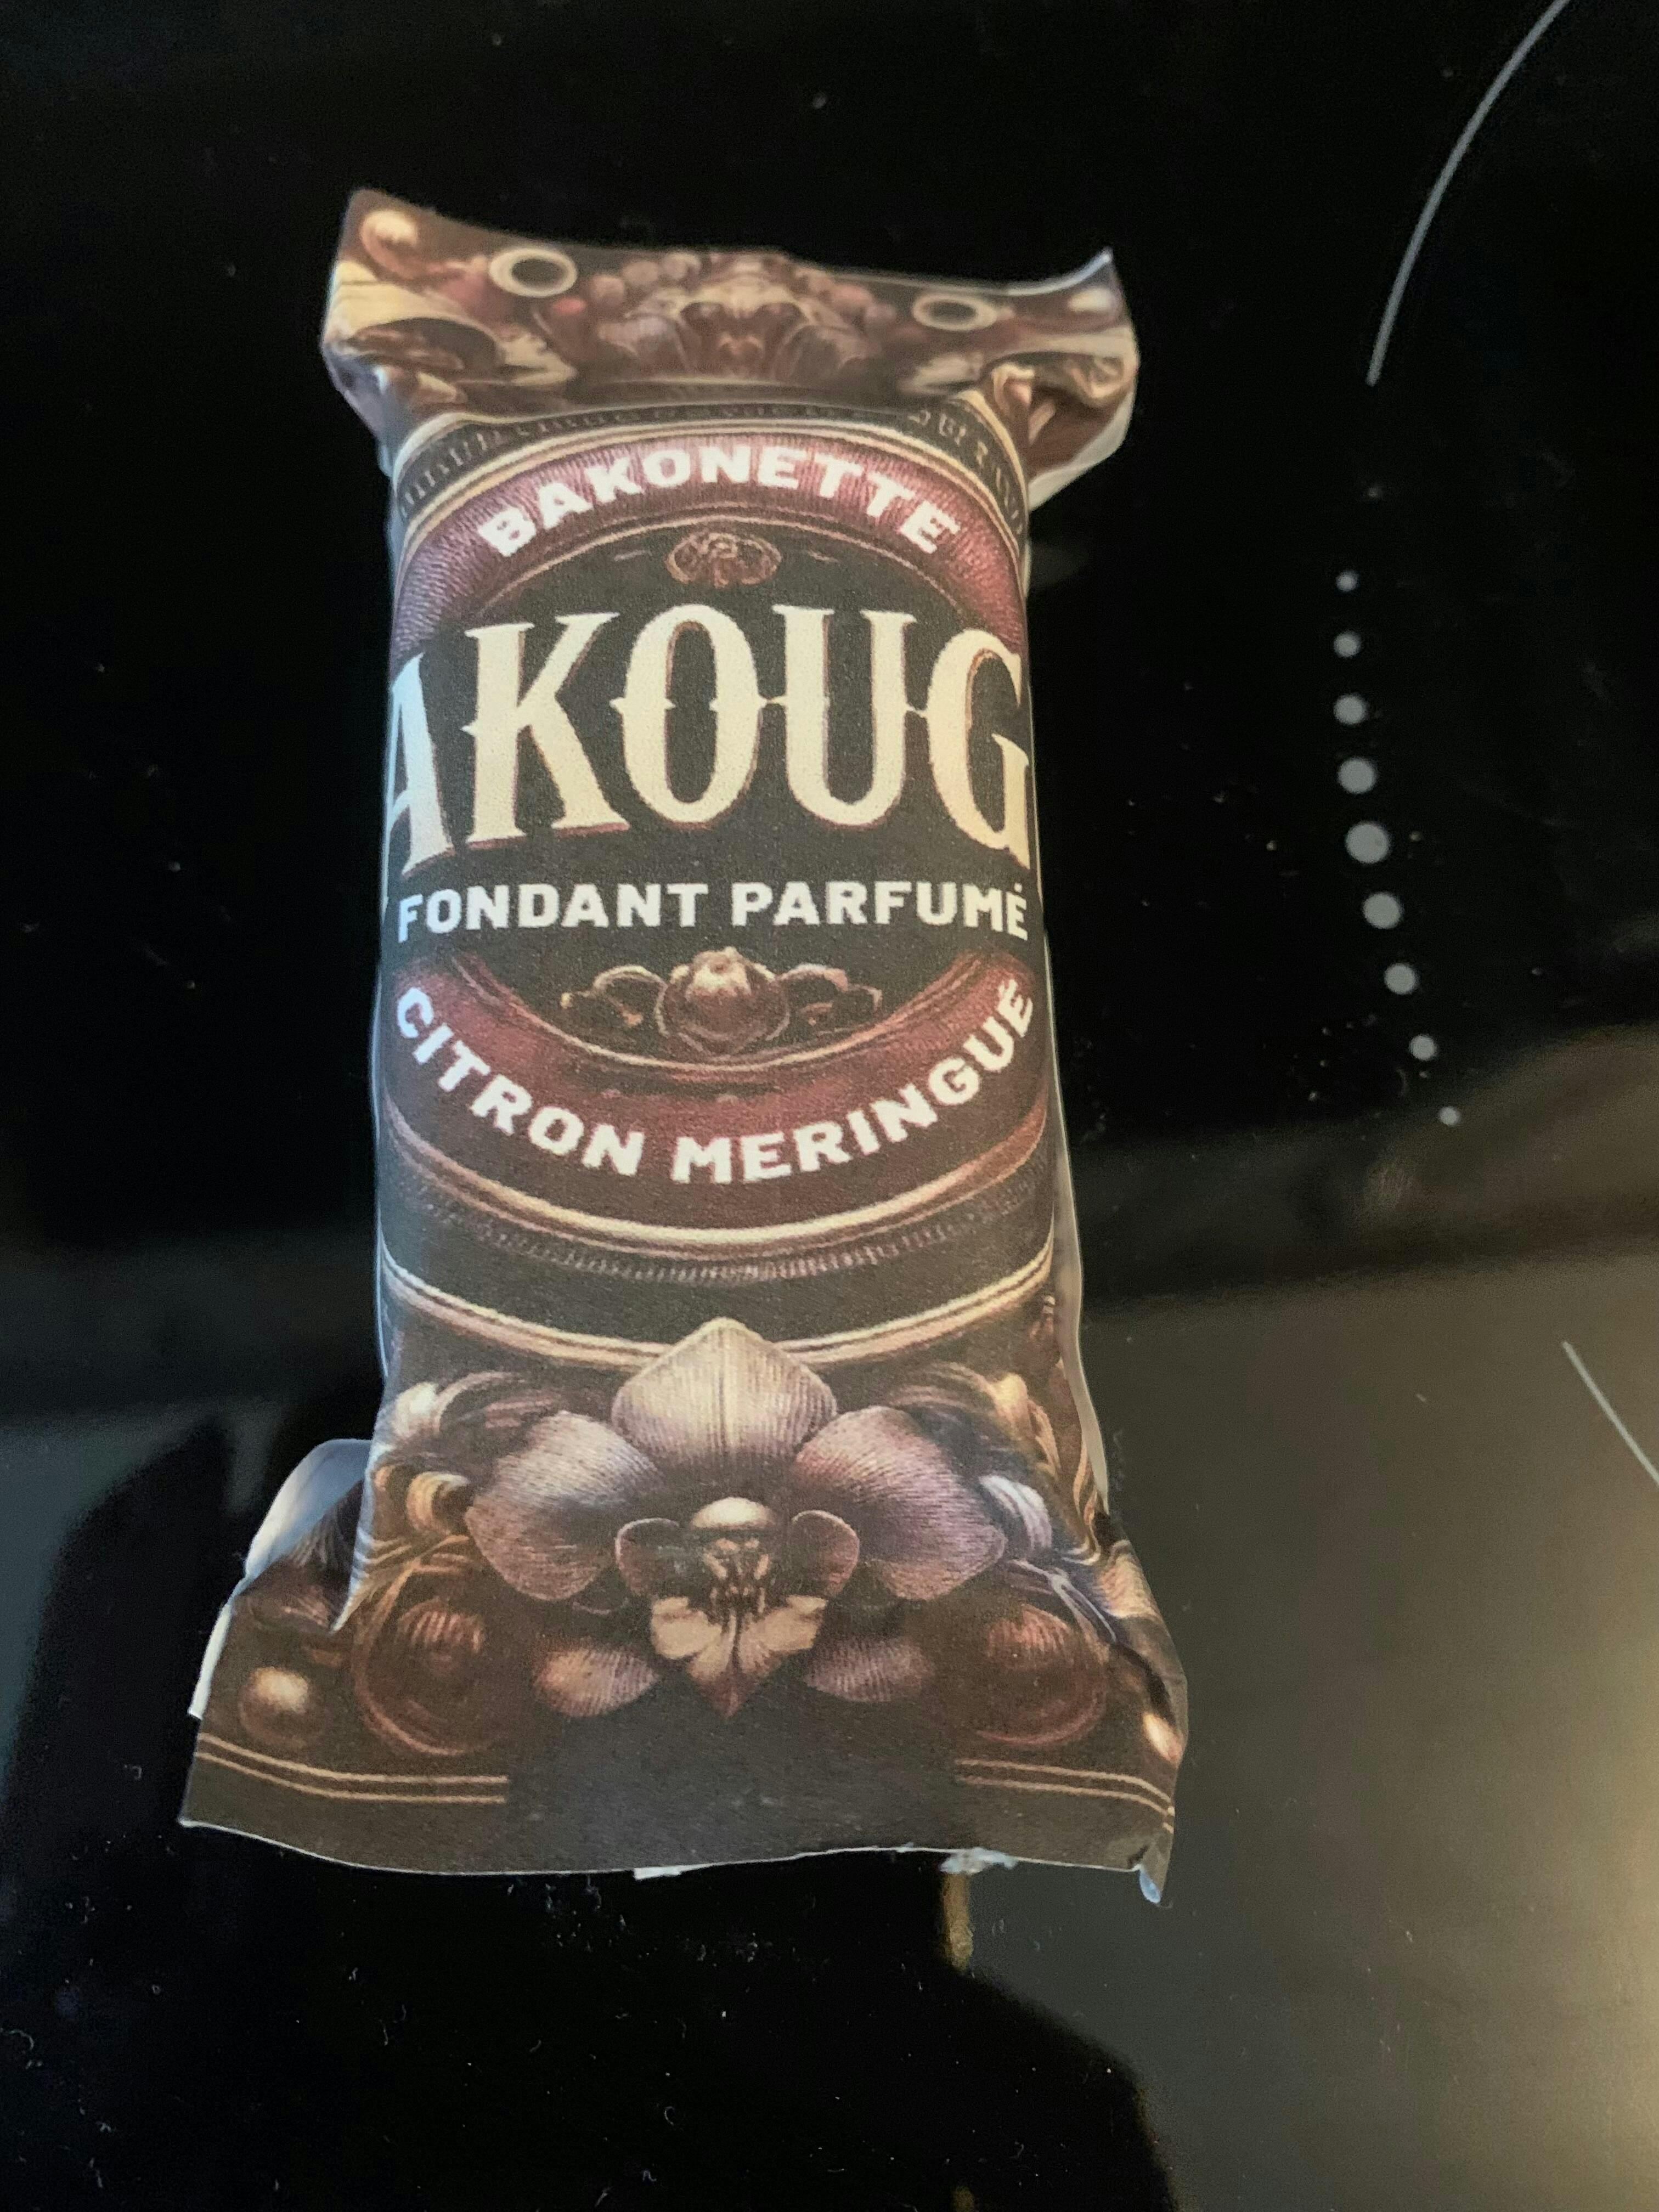 BAKONETTE
AKOUG
FONDANT PARFUMÉ
CITRON MERINGUÉ